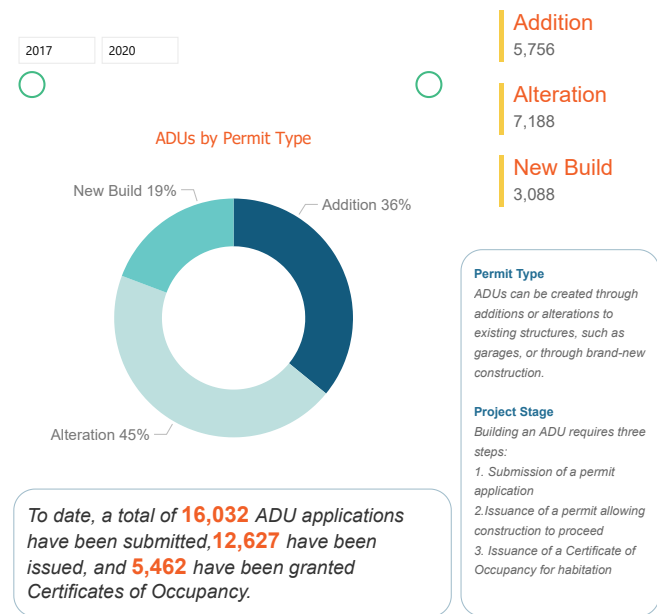 2017
2020
Addition
5,756
Alteration
7,188
New Build
3,088
ADUs by Permit Type
New Build 19%
Addition 36%
Alteration 45%
Permit Type
ADUs can be created through
additions or alterations to
existing structures, such as
garages, or through brand-new
construction.
Project Stage
Building an ADU requires three
steps:
1. Submission of a permit
application
2.Issuance of a permit allowing
construction to proceed
3. Issuance of a Certificate of
Occupancy for habitation
To date, a total of 16,032 ADU applications
have been submitted,12,627 have been
issued, and 5,462 have been granted
Certificates of Occupancy.